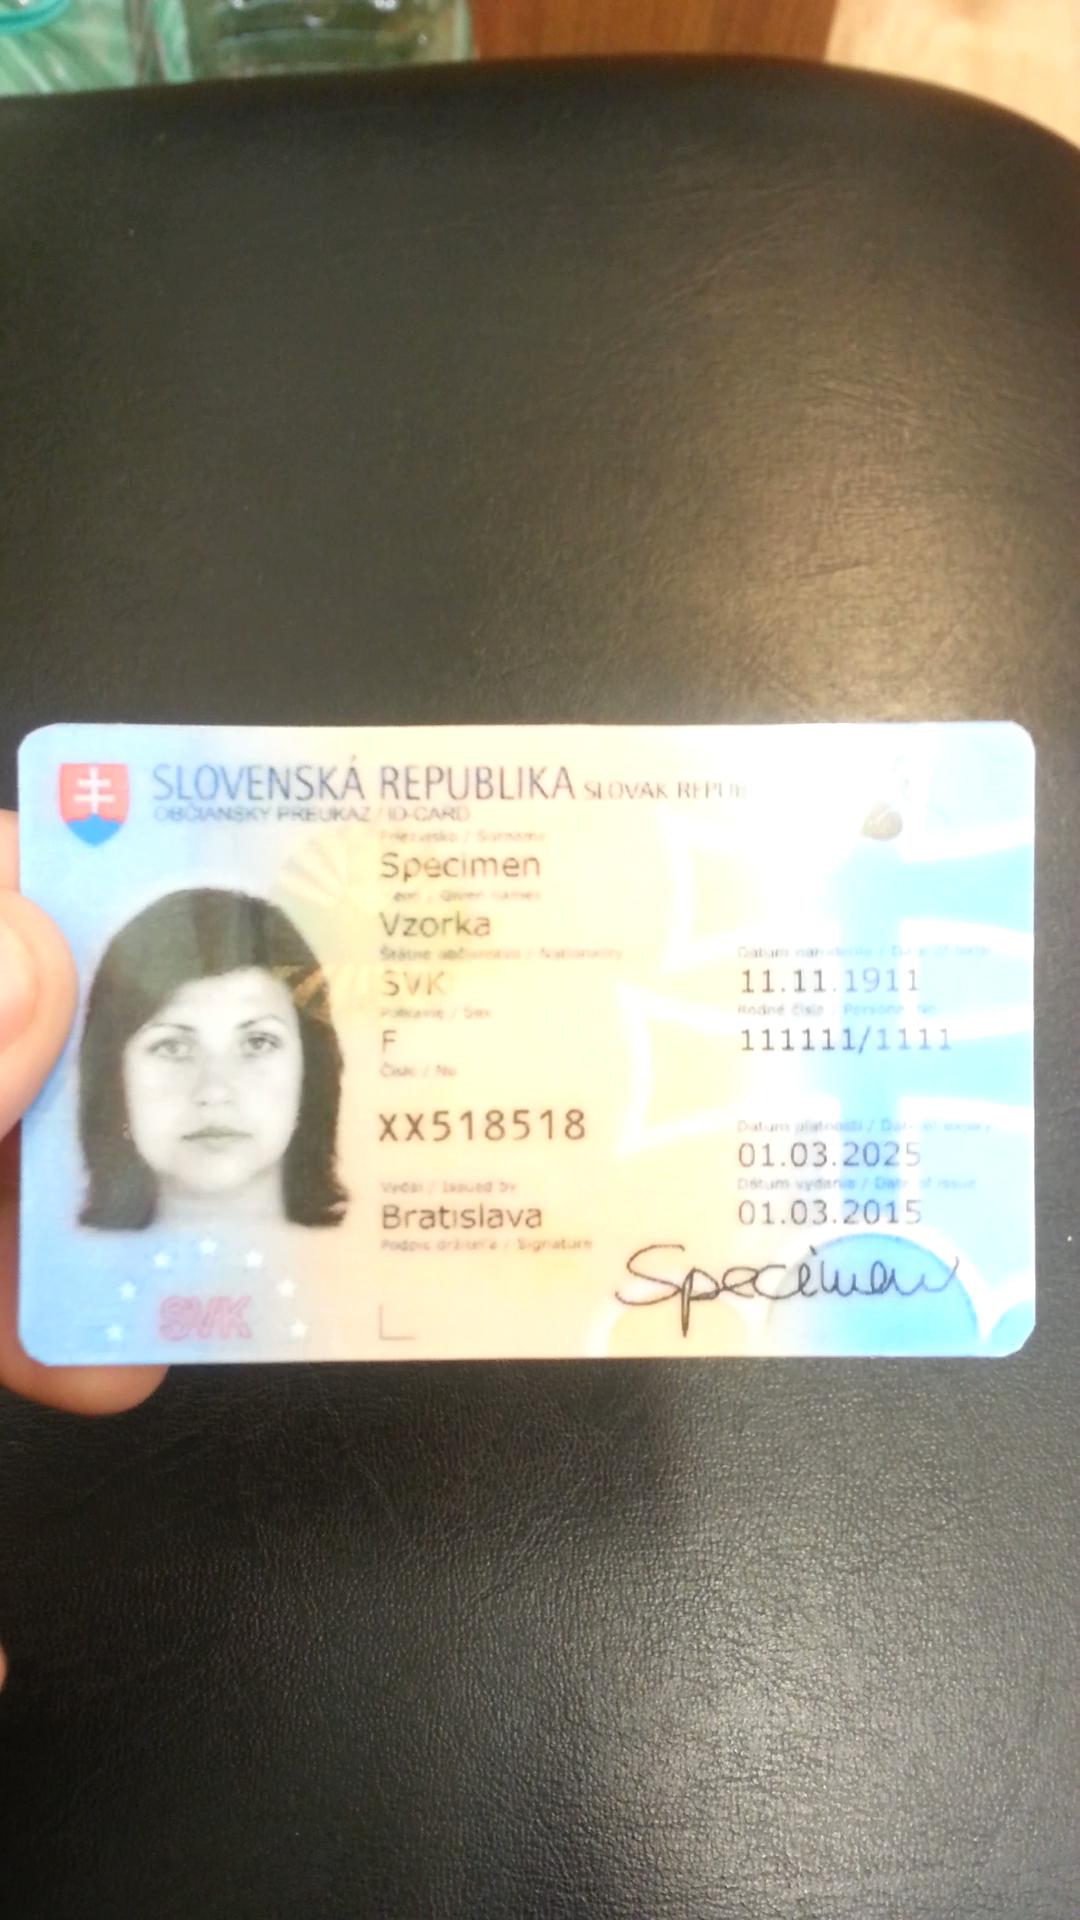 SLOVENSKÁ REPUBLIKA SLOVAK REPU
OBČIANSKY PREUKAZ / ID-CARD
Priezvisko / Surname
Specimen
Given names
Vzorka
Štátne občianstvo / Nationality
SVK
Pohlavie / Sex
F
Číslo / No
XX518518
Vydal / Issued by
Bratislava
Podpis držiteľa / Signature
Dátum narodenia / Date of birth
11.11.1911
Rodné číslo / Personal No
111111/1111
Dátum platnosti / Date of expiry
01.03.2025
Dátum vydania / Date of issue
01.03.2015
Specimen
SVK